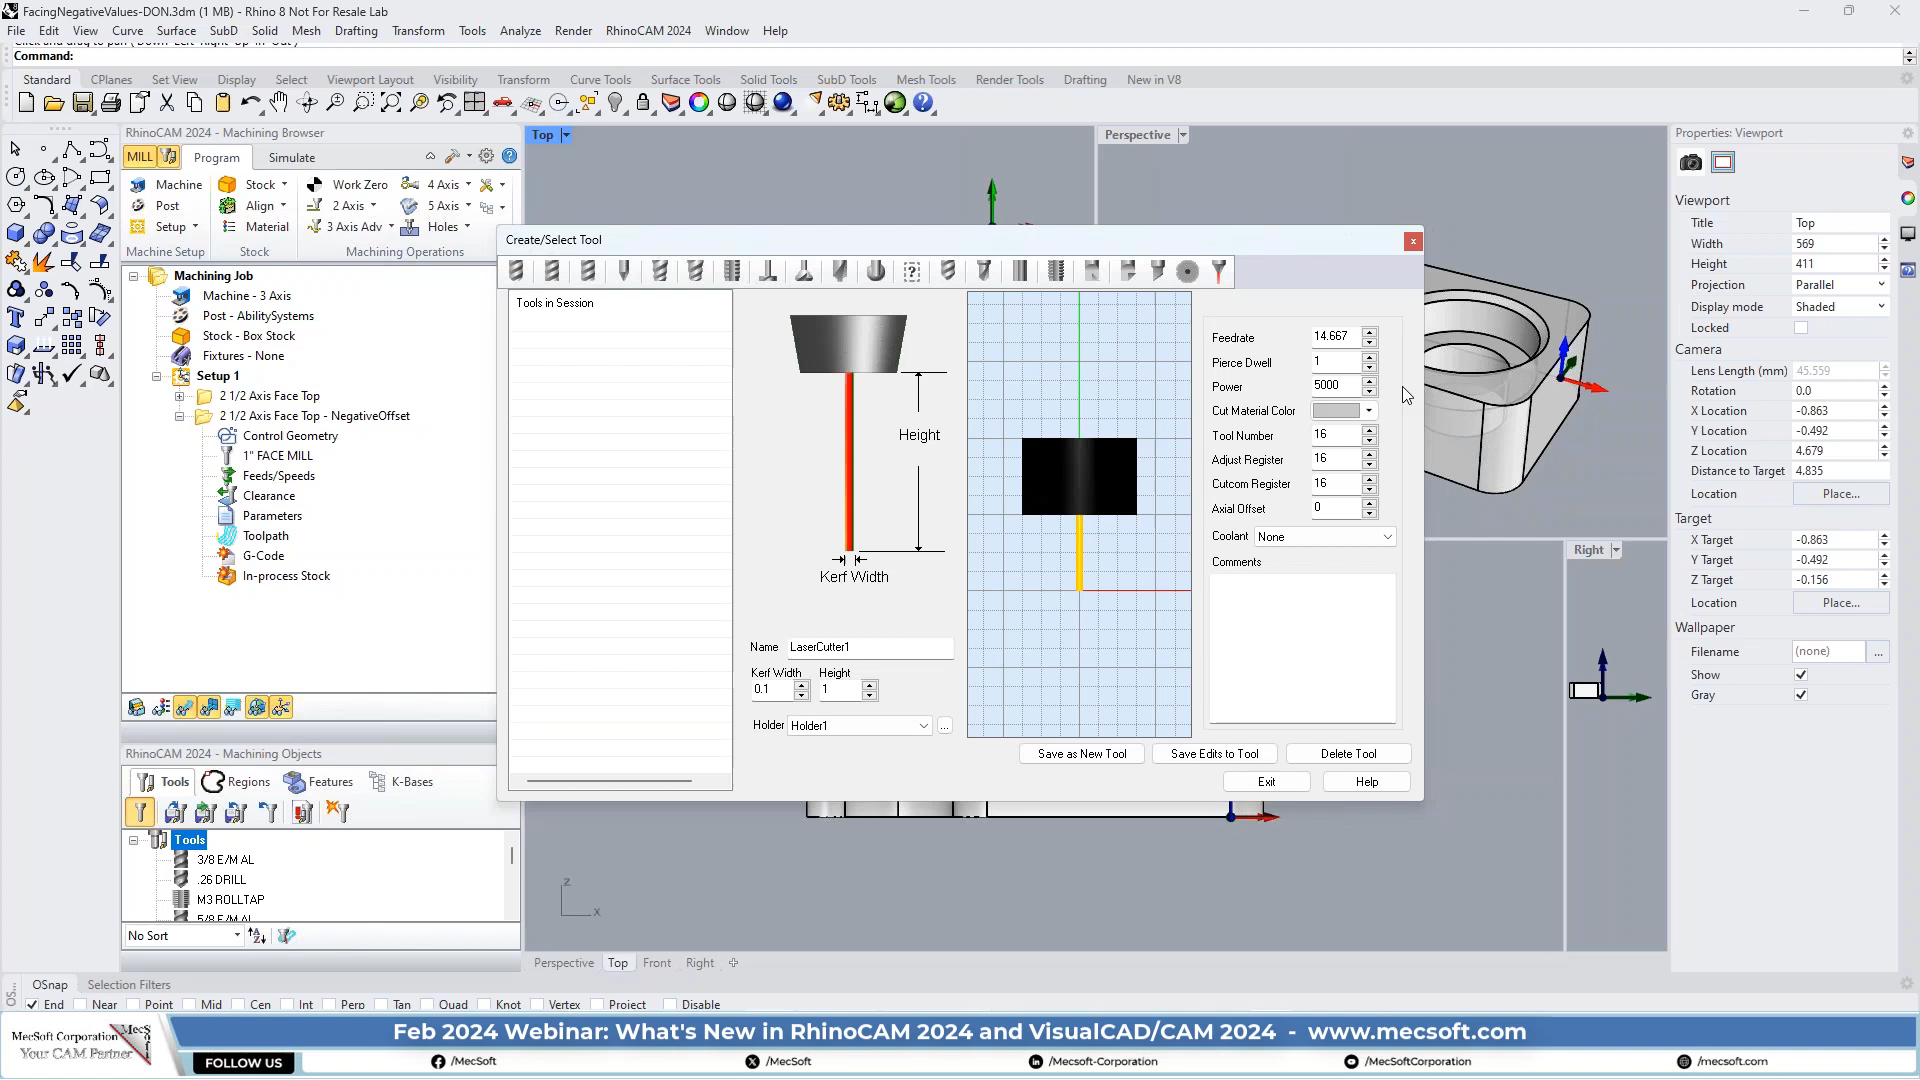 FacingNegativeValues-DON.3dm (1 MB) - Rhino 8 Not For Resale Lab
File Edit View Curve Surface SubD Solid Mesh Drafting Transform Tools Analyze Render RhinoCAM 2024 Window Help
Click and drag to pan ( Down Left Right Up In Out )
Command:
Standard CPlanes Set View Display Select Viewport Layout Visibility Transform Curve Tools Surface Tools Solid Tools SubD Tools Mesh Tools Render Tools Drafting New in V8
RhinoCAM 2024 - Machining Browser
MILL Program Simulate
Machine Stock Work Zero 4 Axis
Post Align 2 Axis 5 Axis
Setup Material 3 Axis Adv Holes
Machine Setup Stock Machining Operations
Machining Job
Machine - 3 Axis
Post - AbilitySystems
Stock - Box Stock
Fixtures - None
Setup 1
2 1/2 Axis Face Top
2 1/2 Axis Face Top - NegativeOffset
Control Geometry
1" FACE MILL
Feeds/Speeds
Clearance
Parameters
Toolpath
G-Code
In-process Stock
RhinoCAM 2024 - Machining Objects
Tools Regions Features K-Bases
Tools
3/8 E/M AL
.26 DRILL
M3 ROLLTAP
5/8 E/M AL
No Sort
Top
Perspective
Right
Create/Select Tool
x
Tools in Session
Height
Kerf Width
Name LaserCutter1
Kerf Width Height
0.1 1
Holder Holder1 ...
Feedrate 14.667
Pierce Dwell 1
Power 5000
Cut Material Color
Tool Number 16
Adjust Register 16
Cutcom Register 16
Axial Offset 0
Coolant None
Comments
Save as New Tool Save Edits to Tool Delete Tool
Exit Help
z
x
Perspective Top Front Right
Properties: Viewport
Viewport
Title Top
Width 569
Height 411
Projection Parallel
Display mode Shaded
Locked
Camera
Lens Length (mm) 45.559
Rotation 0.0
X Location -0.863
Y Location -0.492
Z Location 4.679
Distance to Target 4.835
Location Place...
Target
X Target -0.863
Y Target -0.492
Z Target -0.156
Location Place...
Wallpaper
Filename (none) ...
Show
Gray
OS...
OSnap Selection Filters
End Near Point Mid Cen Int Perp Tan Quad Knot Vertex Project Disable
MecSoft Corporation
MecS
Your CAM Partner
Feb 2024 Webinar: What's New in RhinoCAM 2024 and VisualCAD/CAM 2024 - www.mecsoft.com
FOLLOW US /MecSoft /MecSoft /Mecsoft-Corporation /MecSoftCorporation /mecsoft.com